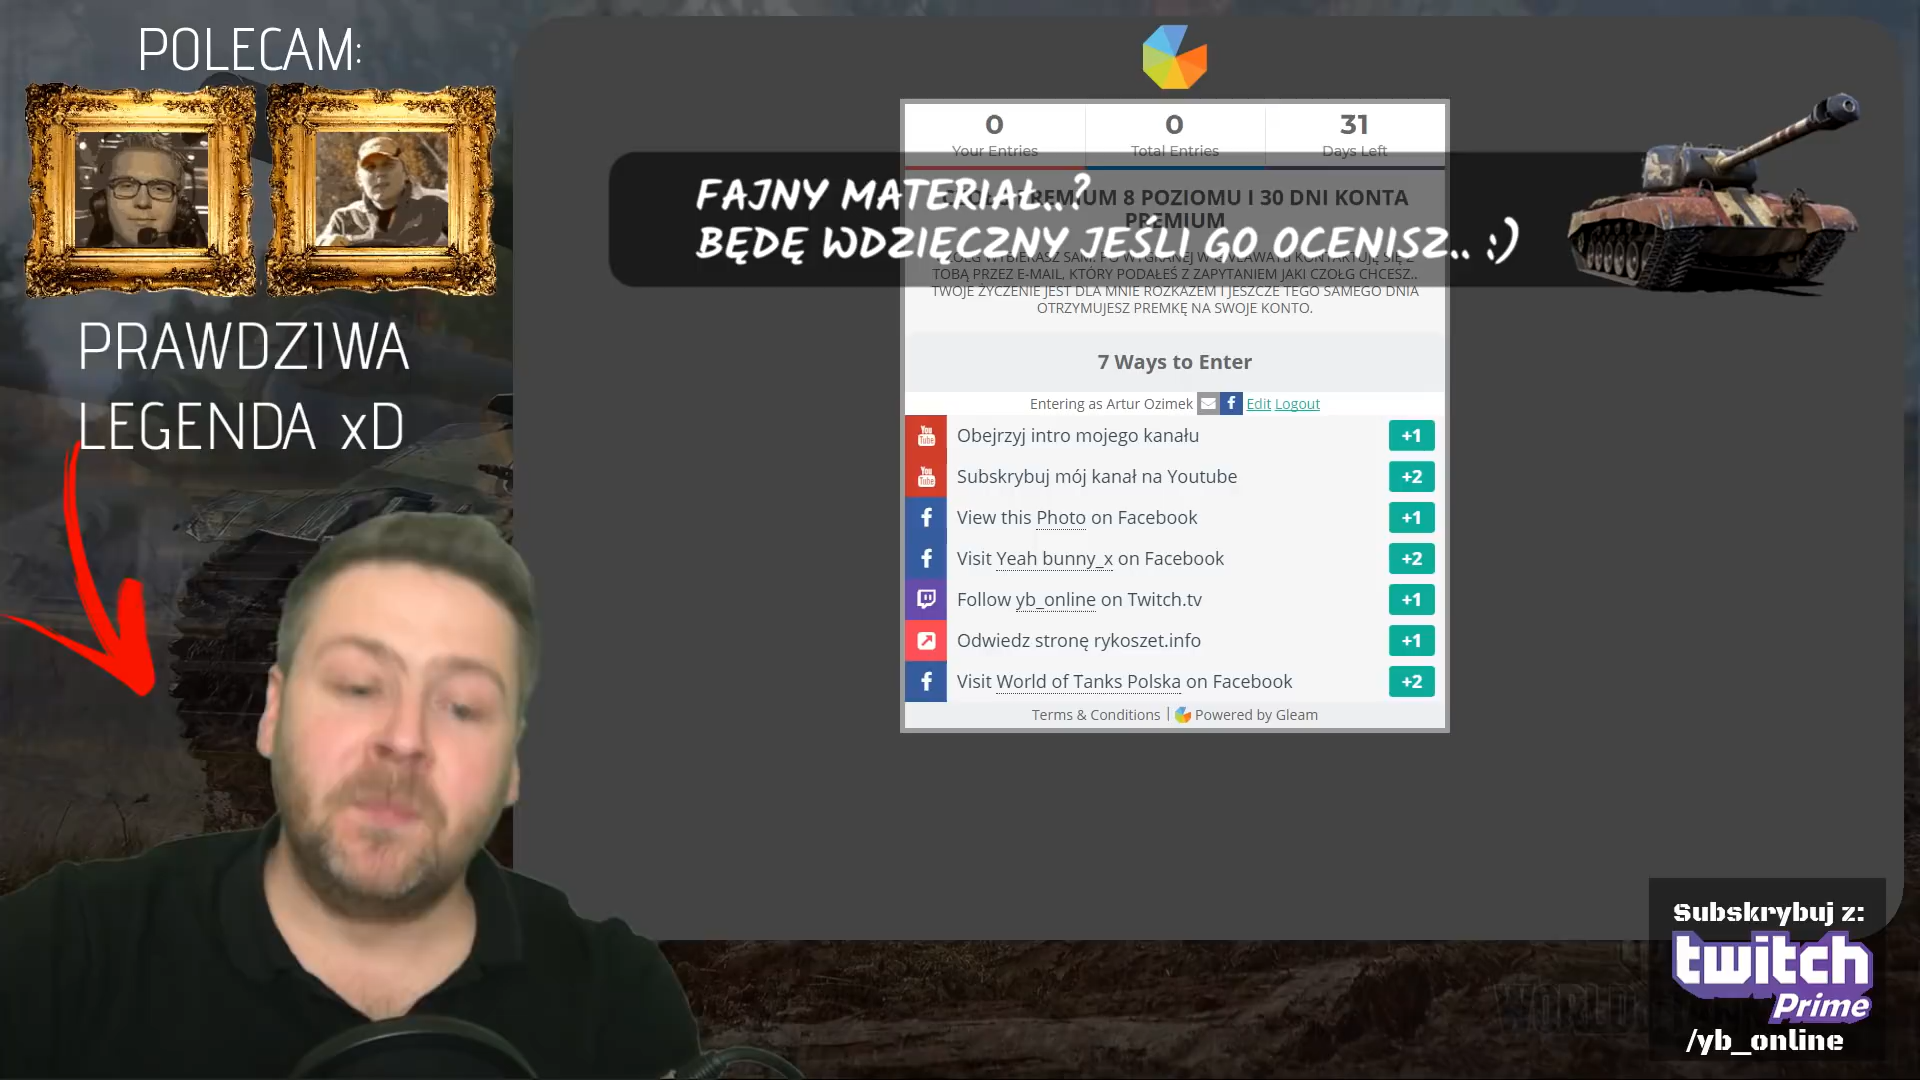 POLECAM:
PRAWDZIWA
LEGENDA xD
0
Your Entries
0
Total Entries
31
Days Left
PREMIUM 8 POZIOMU I 30 DNI KONTA
PREMIUM
FAJNY MATERIAŁ..?
BĘDĘ WDZIĘCZNY JEŚLI GO OCENISZ.. :)
TOBĄ PRZEZ E-MAIL, KTÓRY PODAŁEŚ Z ZAPYTANIEM JAKI CZOŁG CHCESZ..
TWOJE ŻYCZENIE JEST DLA MNIE ROZKAZEM I JESZCZE TEGO SAMEGO DNIA
OTRZYMUJESZ PREMKĘ NA SWOJE KONTO.
7 Ways to Enter
Entering as Artur Ozimek Edit Logout
Obejrzyj intro mojego kanału +1
Subskrybuj mój kanał na Youtube +2
View this Photo on Facebook +1
Visit Yeah bunny_x on Facebook +2
Follow yb_online on Twitch.tv +1
Odwiedz stronę rykoszet.info +1
Visit World of Tanks Polska on Facebook +2
Terms & Conditions | Powered by Gleam
Subskrybuj z:
twitch
Prime
/yb_online